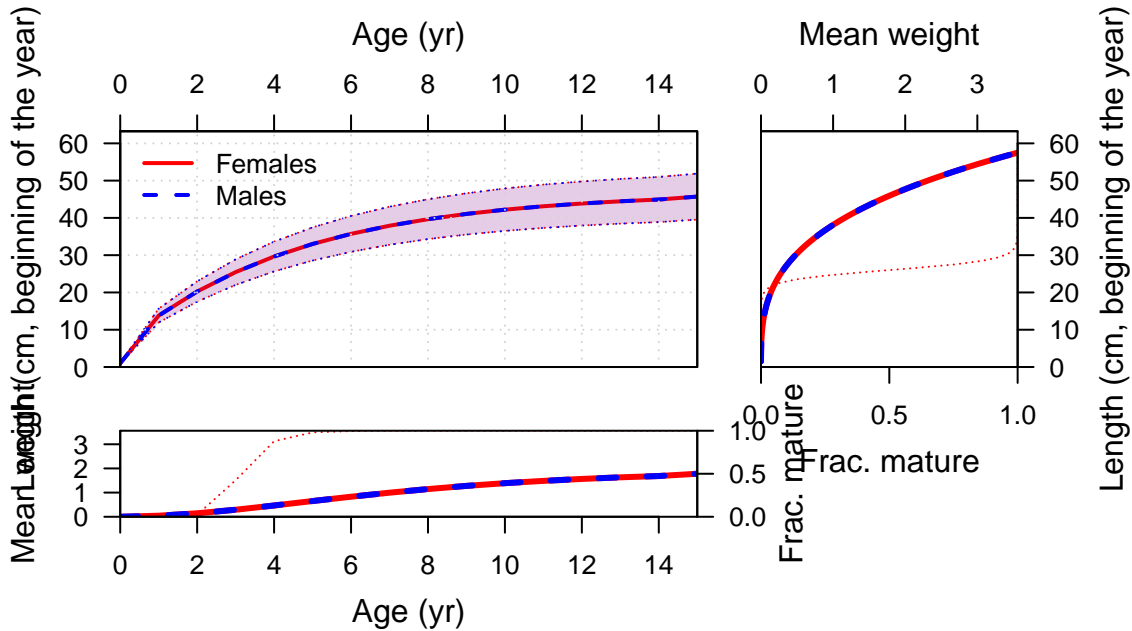 Age (yr)
Mean weight
0 2 4 6 8 10 12 14
0 1 2 3
60
50
40
30
20
10
0
Females
Males
60
50
40
30
20
10
0
Length (cm, beginning of the year)
Length (cm, beginning of the year)
0.0 0.5 1.0
Frac. mature
3
2
1
0
Mean weight
1.0
0.5
0.0
Frac. mature
0 2 4 6 8 10 12 14
Age (yr)